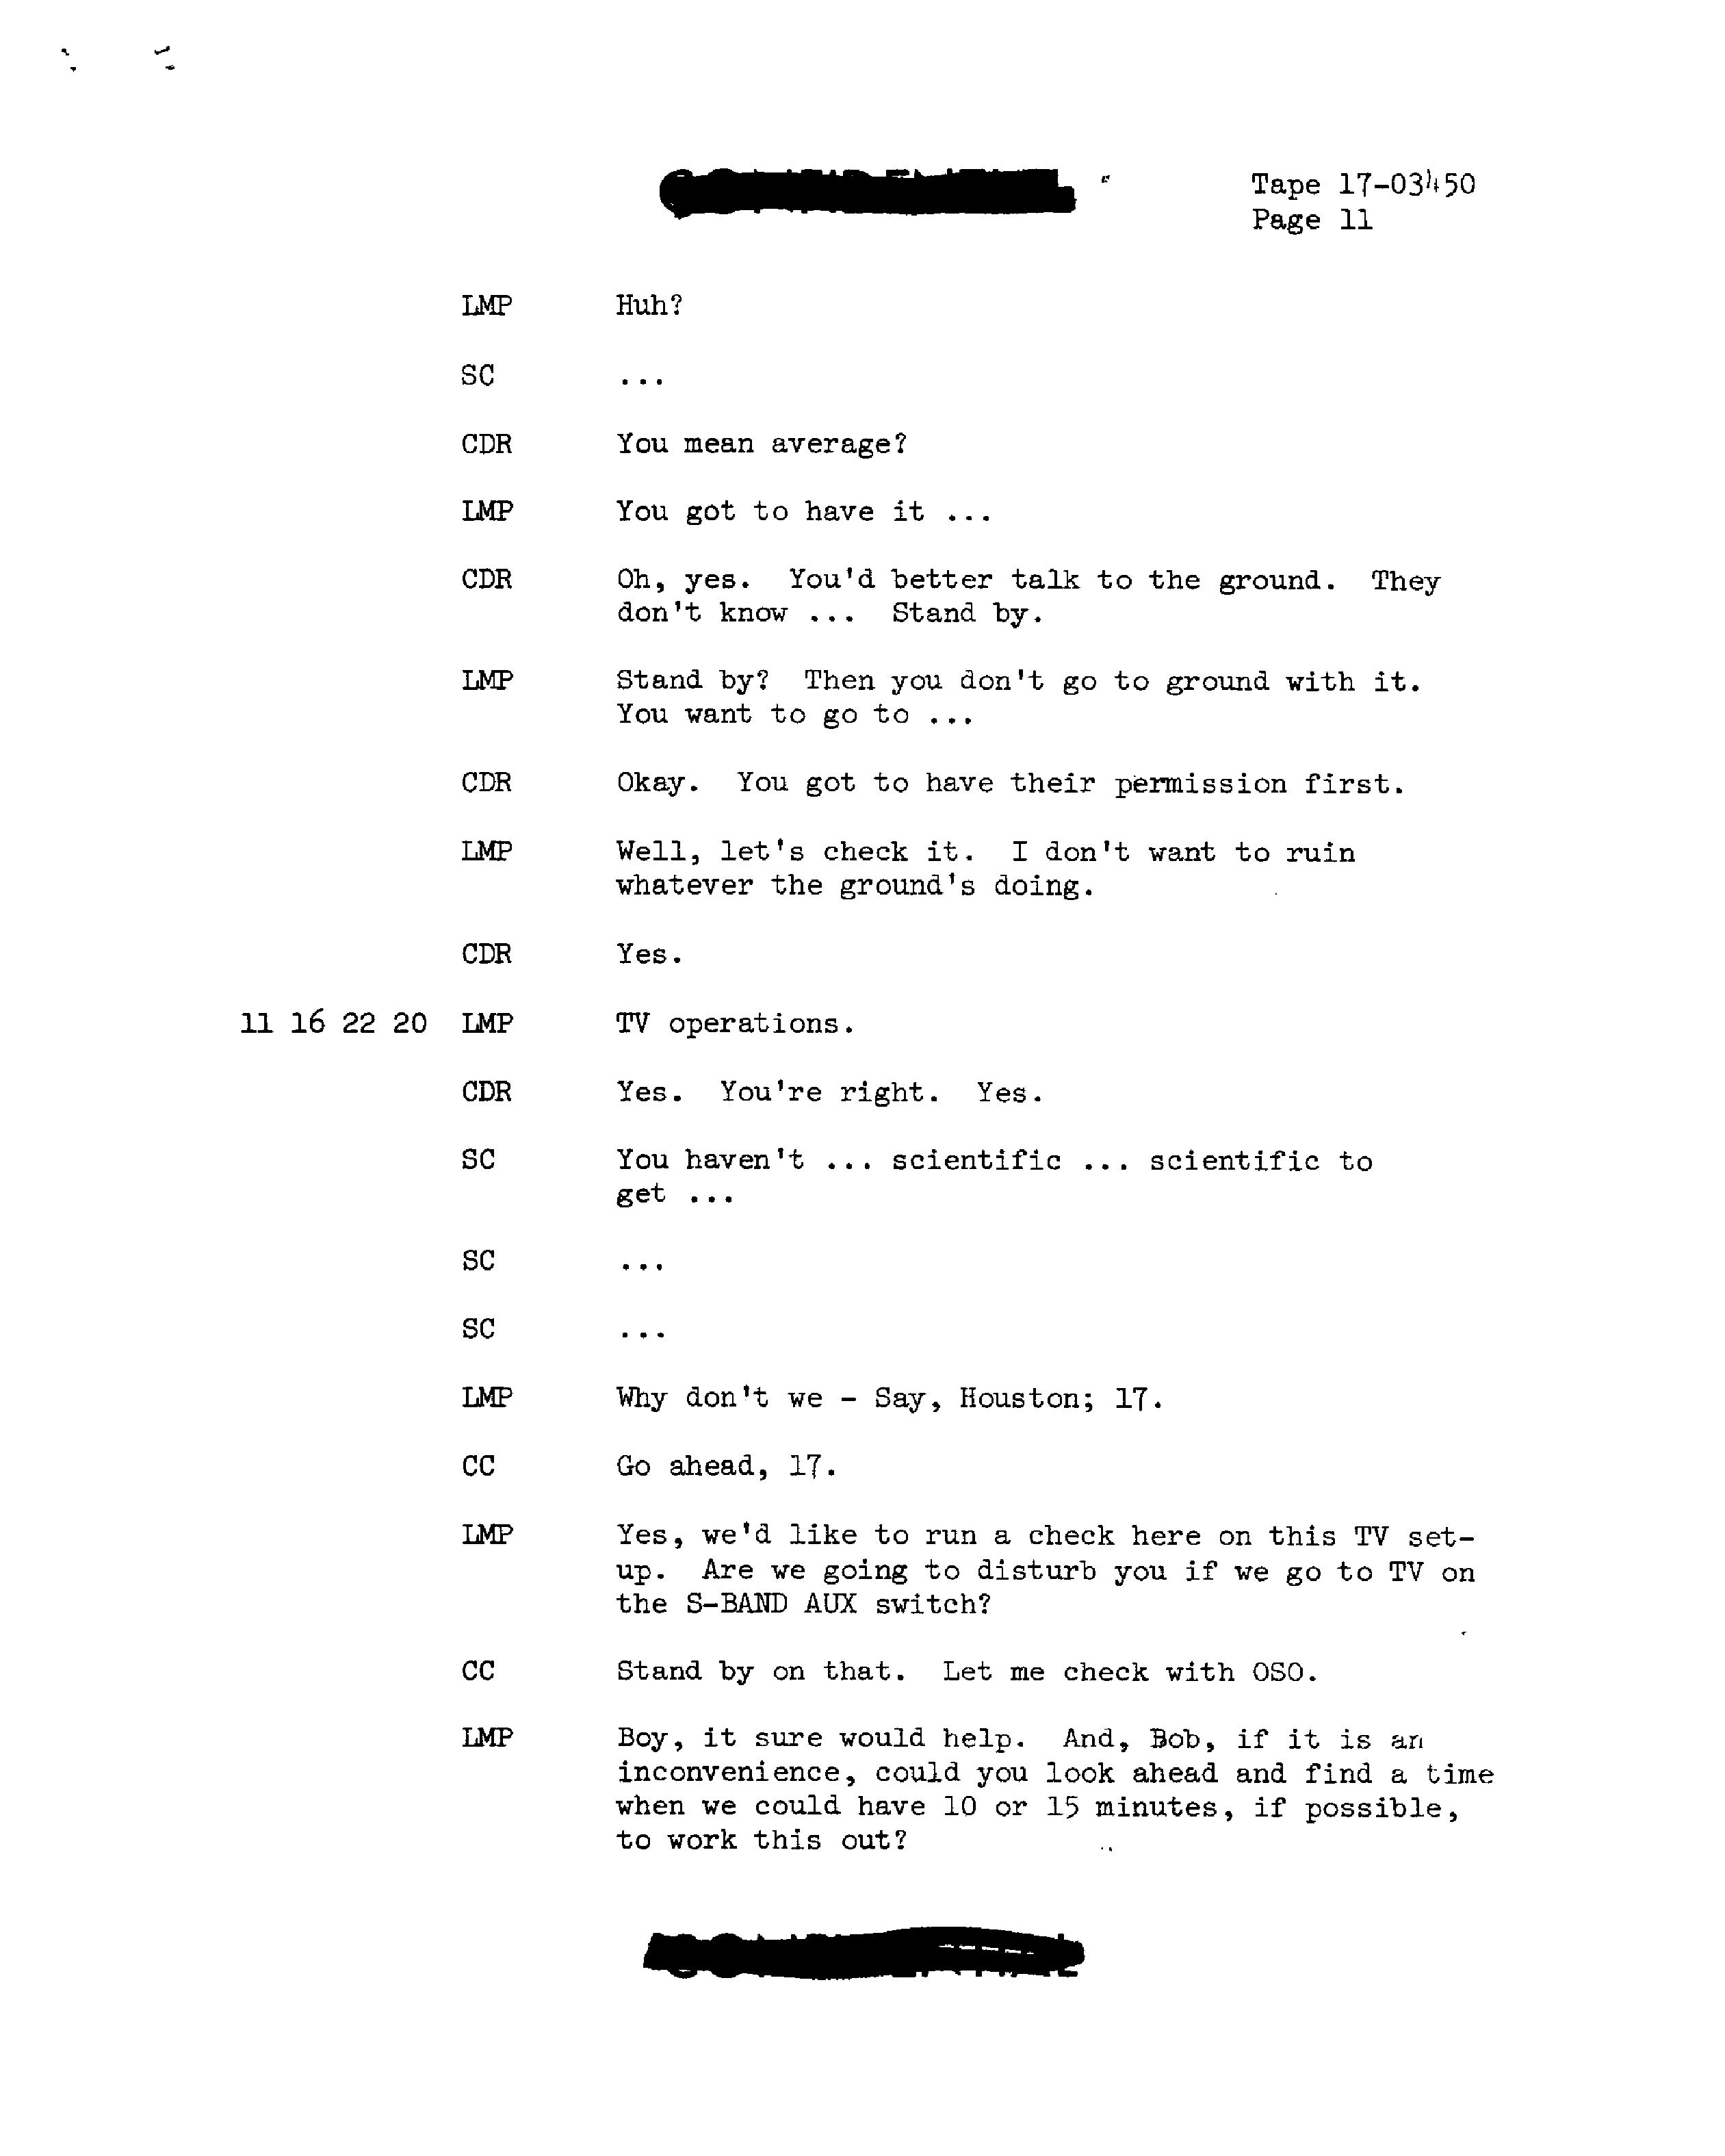 Tape 17-03450
Page 11
LMP Huh?
SC ...
CDR You mean average?
LMP You got to have it ...
CDR Oh, yes. You'd better talk to the ground. They
don't know ... Stand by.
LMP Stand by? Then you don't go to ground with it.
You want to go to ...
CDR Okay. You got to have their permission first.
LMP Well, let's check it. I don't want to ruin
whatever the ground's doing.
CDR Yes.
11 16 22 20 LMP TV operations.
CDR Yes. You're right. Yes.
SC You haven't ... scientific ... scientific to
get ...
SC ...
SC ...
LMP Why don't we - Say, Houston; 17.
CC Go ahead, 17.
LMP Yes, we'd like to run a check here on this TV set-
up. Are we going to disturb you if we go to TV on
the S-BAND AUX switch?
CC Stand by on that. Let me check with OSO.
LMP Boy, it sure would help. And, Bob, if it is an
inconvenience, could you look ahead and find a time
when we could have 10 or 15 minutes, if possible,
to work this out?